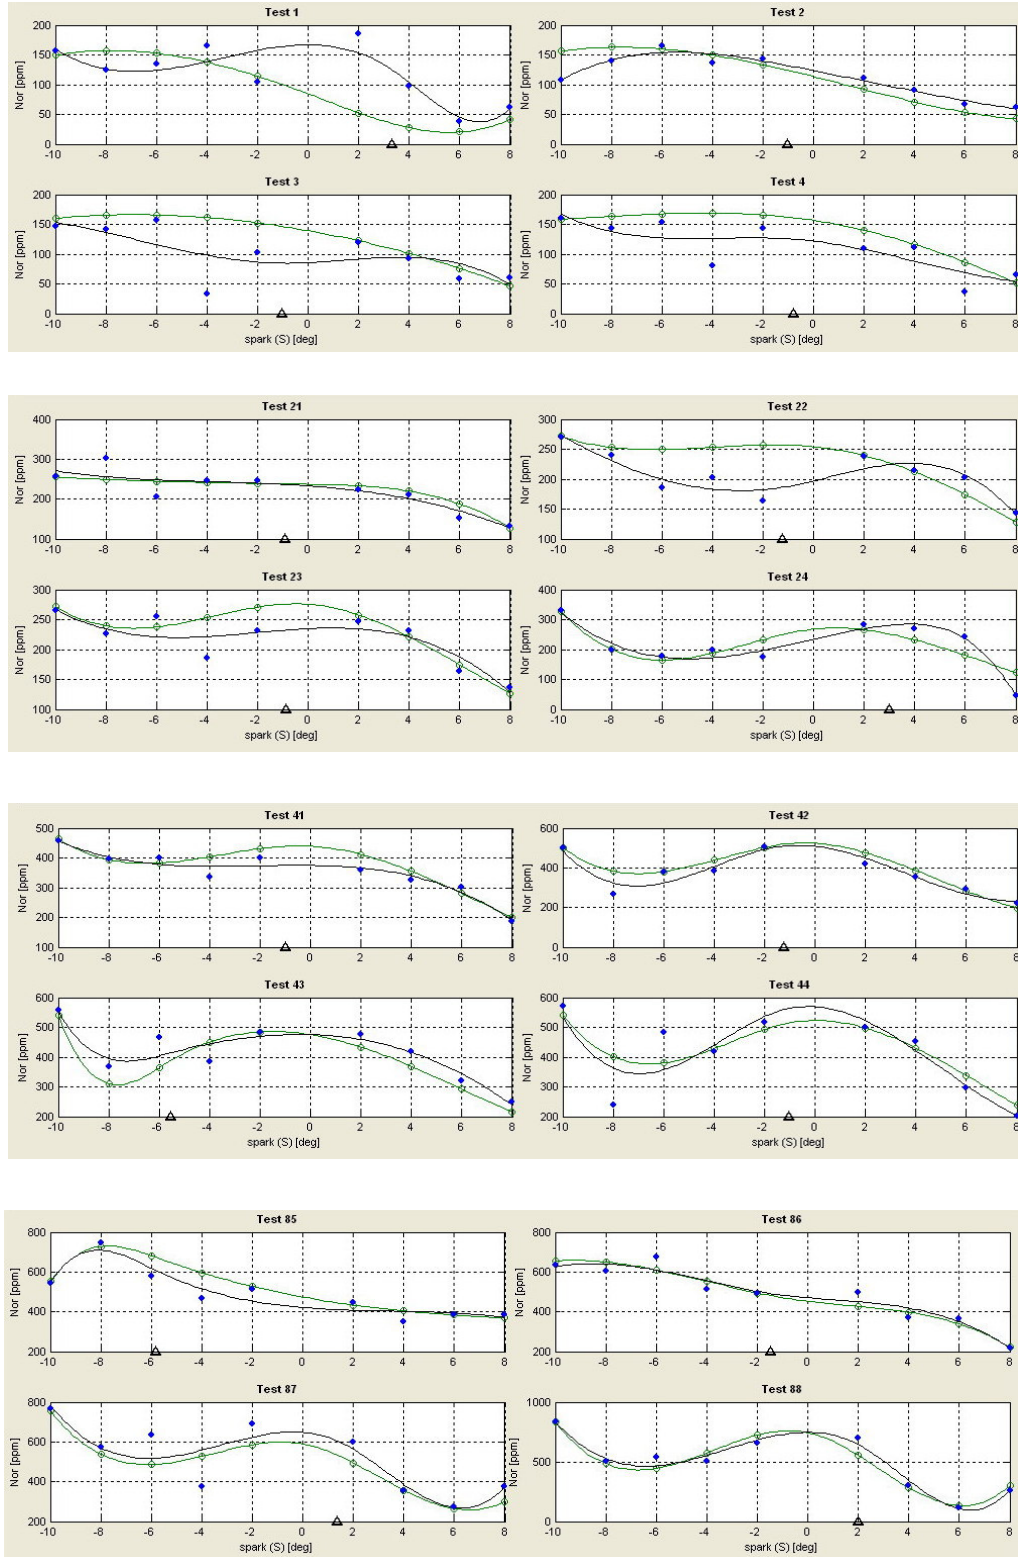 Test 1
Nor [ppm]
200
150
100
50
0
-10 -8 -6 -4 -2 0 2 4 6 8
Test 2
Nor [ppm]
200
150
100
50
0
-10 -8 -6 -4 -2 0 2 4 6 8
Test 3
Nor [ppm]
200
150
100
50
0
-10 -8 -6 -4 -2 0 2 4 6 8
spark (S) [deg]
Test 4
Nor [ppm]
200
150
100
50
0
-10 -8 -6 -4 -2 0 2 4 6 8
spark (S) [deg]
Test 21
Nor [ppm]
400
300
200
100
-10 -8 -6 -4 -2 0 2 4 6 8
Test 22
Nor [ppm]
300
250
200
150
100
-10 -8 -6 -4 -2 0 2 4 6 8
Test 23
Nor [ppm]
300
250
200
150
100
-10 -8 -6 -4 -2 0 2 4 6 8
spark (S) [deg]
Test 24
Nor [ppm]
400
300
200
100
0
-10 -8 -6 -4 -2 0 2 4 6 8
spark (S) [deg]
Test 41
Nor [ppm]
500
400
300
200
100
-10 -8 -6 -4 -2 0 2 4 6 8
Test 42
Nor [ppm]
600
400
200
0
-10 -8 -6 -4 -2 0 2 4 6 8
Test 43
Nor [ppm]
600
500
400
300
200
-10 -8 -6 -4 -2 0 2 4 6 8
spark (S) [deg]
Test 44
Nor [ppm]
600
500
400
300
200
-10 -8 -6 -4 -2 0 2 4 6 8
spark (S) [deg]
Test 85
Nor [ppm]
800
600
400
200
-10 -8 -6 -4 -2 0 2 4 6 8
Test 86
Nor [ppm]
800
600
400
200
-10 -8 -6 -4 -2 0 2 4 6 8
Test 87
Nor [ppm]
800
600
400
200
-10 -8 -6 -4 -2 0 2 4 6 8
spark (S) [deg]
Test 88
Nor [ppm]
1000
500
0
-10 -8 -6 -4 -2 0 2 4 6 8
spark (S) [deg]